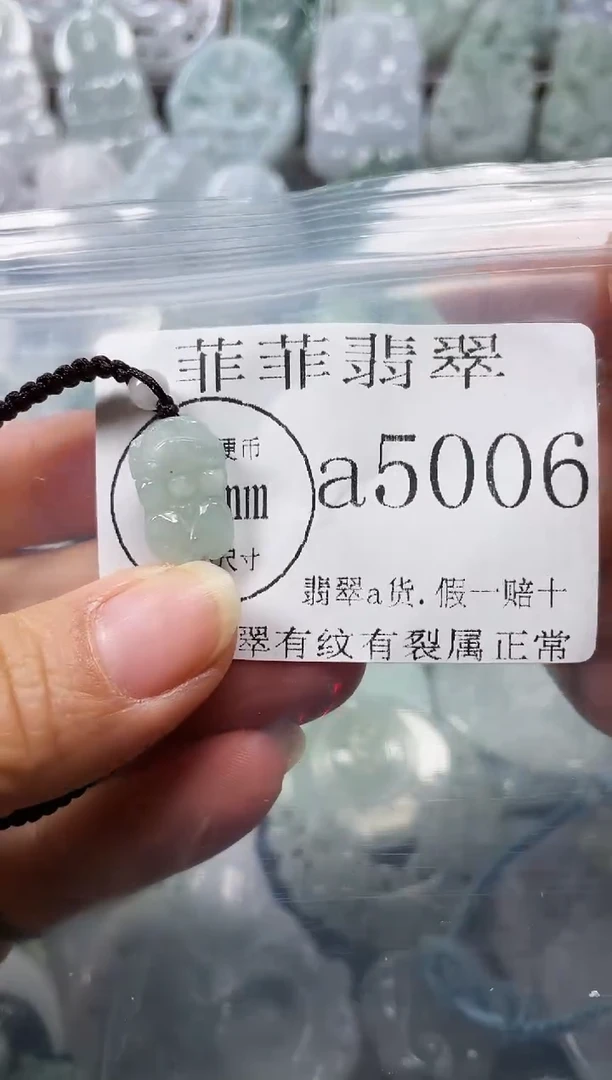 菲菲翡翠
硬币
mm
a5006
尺寸
翡翠a货.假一赔十
翠有纹有裂属正常